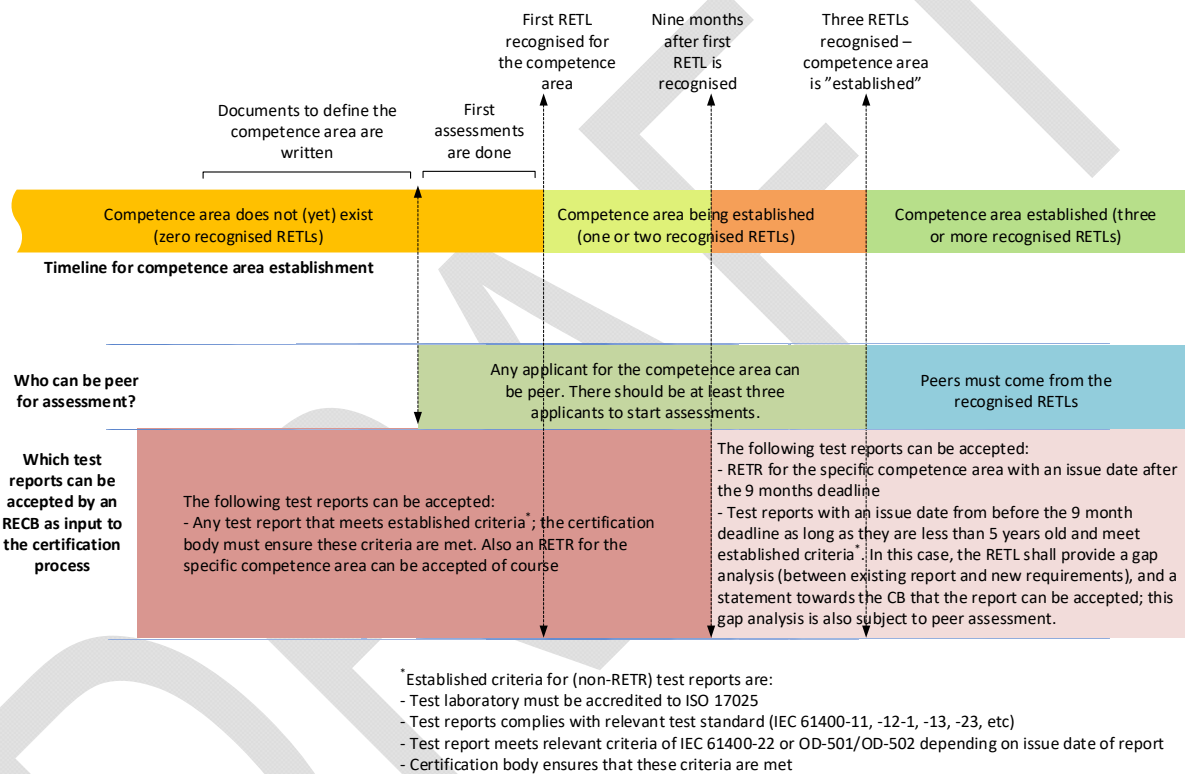 First RETL
recognised for
the competence
area
Nine months
after first
RETL is
recognised
Three RETLs
recognised –
competence area
is ”established”
Documents to define the
competence area are
written
First
assessments
are done
Competence area does not (yet) exist
(zero recognised RETLs)
Competence area being established
(one or two recognised RETLs)
Competence area established (three
or more recognised RETLs)
Timeline for competence area establishment
Who can be peer
for assessment?
Any applicant for the competence area can
be peer. There should be at least three
applicants to start assessments.
Peers must come from the
recognised RETLs
Which test
reports can be
accepted by an
RECB as input to
the certification
process
The following test reports can be accepted:
- Any test report that meets established criteria*; the certification
body must ensure these criteria are met. Also an RETR for the
specific competence area can be accepted of course
The following test reports can be accepted:
- RETR for the specific competence area with an issue date after
the 9 months deadline
- Test reports with an issue date from before the 9 month
deadline as long as they are less than 5 years old and meet
established criteria*. In this case, the RETL shall provide a gap
analysis (between existing report and new requirements), and a
statement towards the CB that the report can be accepted; this
gap analysis is also subject to peer assessment.
*Established criteria for (non-RETR) test reports are:
- Test laboratory must be accredited to ISO 17025
- Test reports complies with relevant test standard (IEC 61400-11, -12-1, -13, -23, etc)
- Test report meets relevant criteria of IEC 61400-22 or OD-501/OD-502 depending on issue date of report
- Certification body ensures that these criteria are met